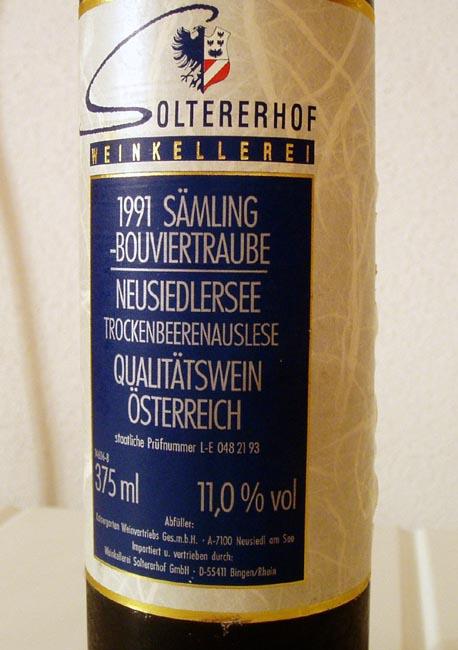 SOLTERERHOF
WEINKELLEREI
1991 SÄMLING
-BOUVIERTRAUBE
NEUSIEDLERSEE
TROCKENBEERENAUSLESE
QUALITÄTSWEIN
ÖSTERREICH
staatliche Prüfnummer L-E 048 21 93
375 ml 11,0 % vol
Abfüller:
Weinvertriebs Ges.m.b.H. · A-7100 Neusiedl am See
Importiert u. vertrieben durch:
Weinkellerei Soltererhof GmbH · D-55411 Bingen/Rhein